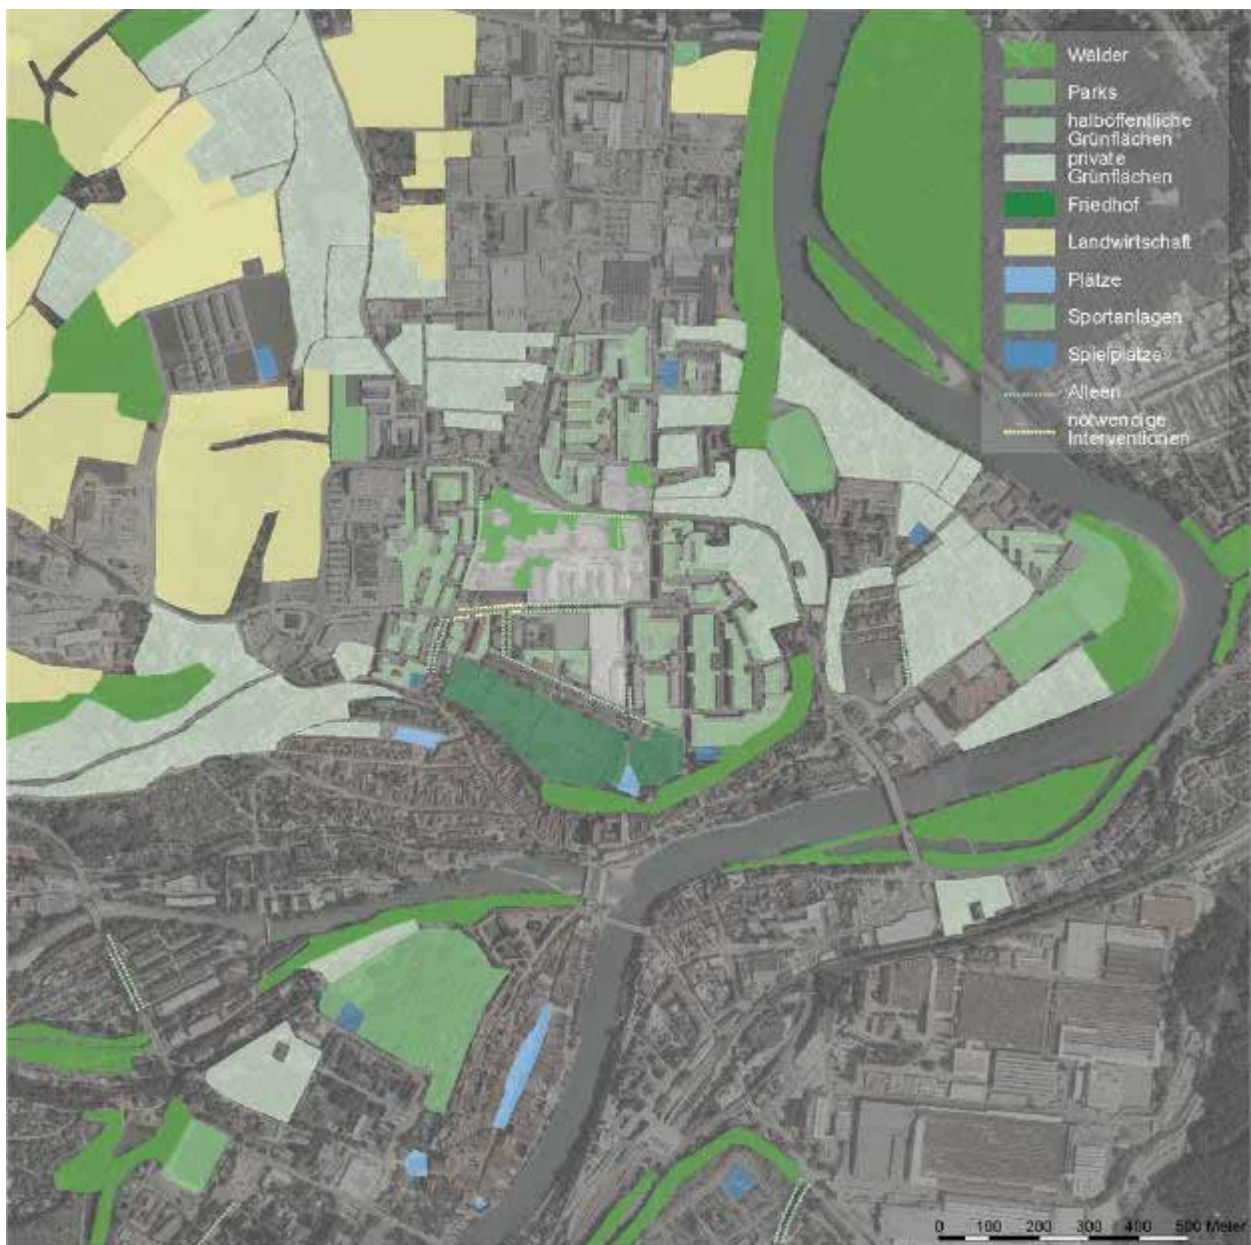 Wälder
Parks
halböffentliche
Grünflächen
private
Grünflächen
Friedhof
Landwirtschaft
Plätze
Sportanlagen
Spielplätze
Alleen
notwendige
Interventionen
0 100 200 300 400 500 Meter